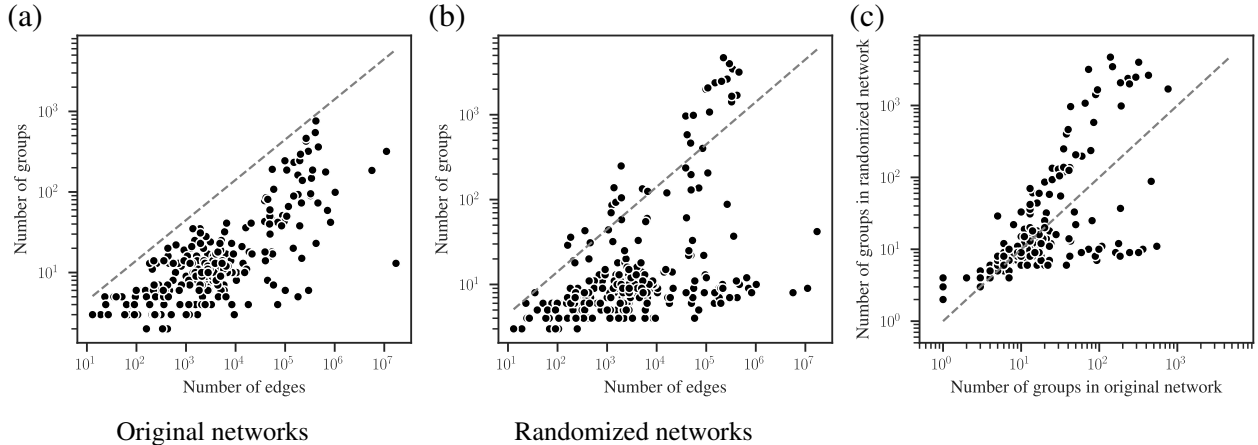 (a)
Number of groups
10^3
10^2
10^1
10^1 10^2 10^3 10^4 10^5 10^6 10^7
Number of edges
Original networks
(b)
Number of groups
10^3
10^2
10^1
10^1 10^2 10^3 10^4 10^5 10^6 10^7
Number of edges
Randomized networks
(c)
Number of groups in randomized network
10^3
10^2
10^1
10^0
10^0 10^1 10^2 10^3
Number of groups in original network